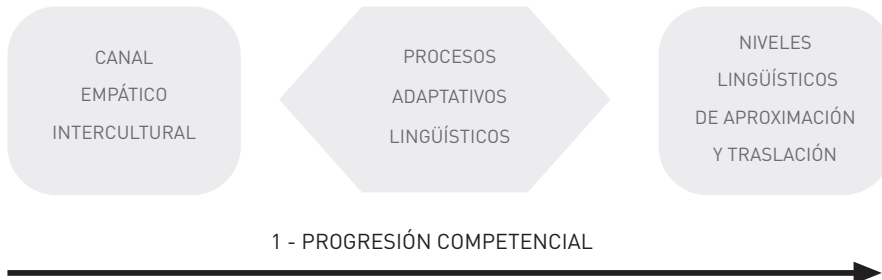 CANAL
EMPÁTICO
INTERCULTURAL
PROCESOS
ADAPTATIVOS
LINGÜÍSTICOS
NIVELES
LINGÜÍSTICOS
DE APROXIMACIÓN
Y TRASLACIÓN
1 - PROGRESIÓN COMPETENCIAL